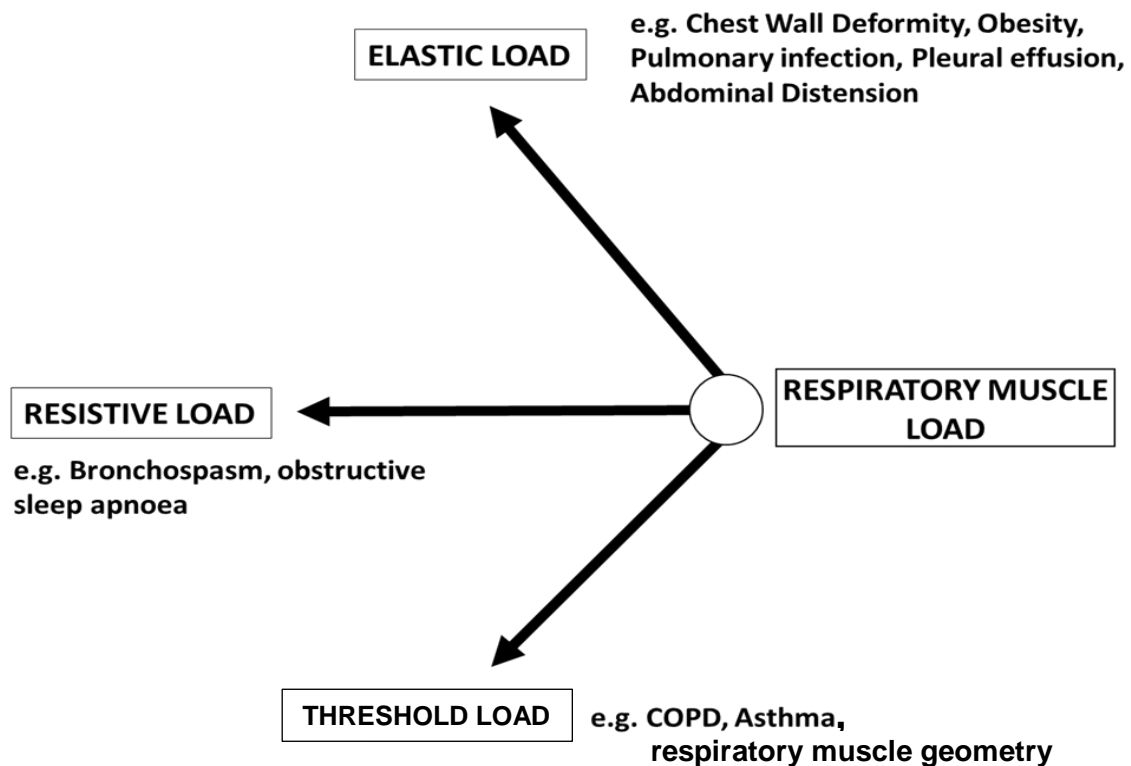 ELASTIC LOAD
e.g. Chest Wall Deformity, Obesity,
Pulmonary infection, Pleural effusion,
Abdominal Distension
RESISTIVE LOAD
e.g. Bronchospasm, obstructive
sleep apnoea
RESPIRATORY MUSCLE
LOAD
THRESHOLD LOAD
e.g. COPD, Asthma,
respiratory muscle geometry